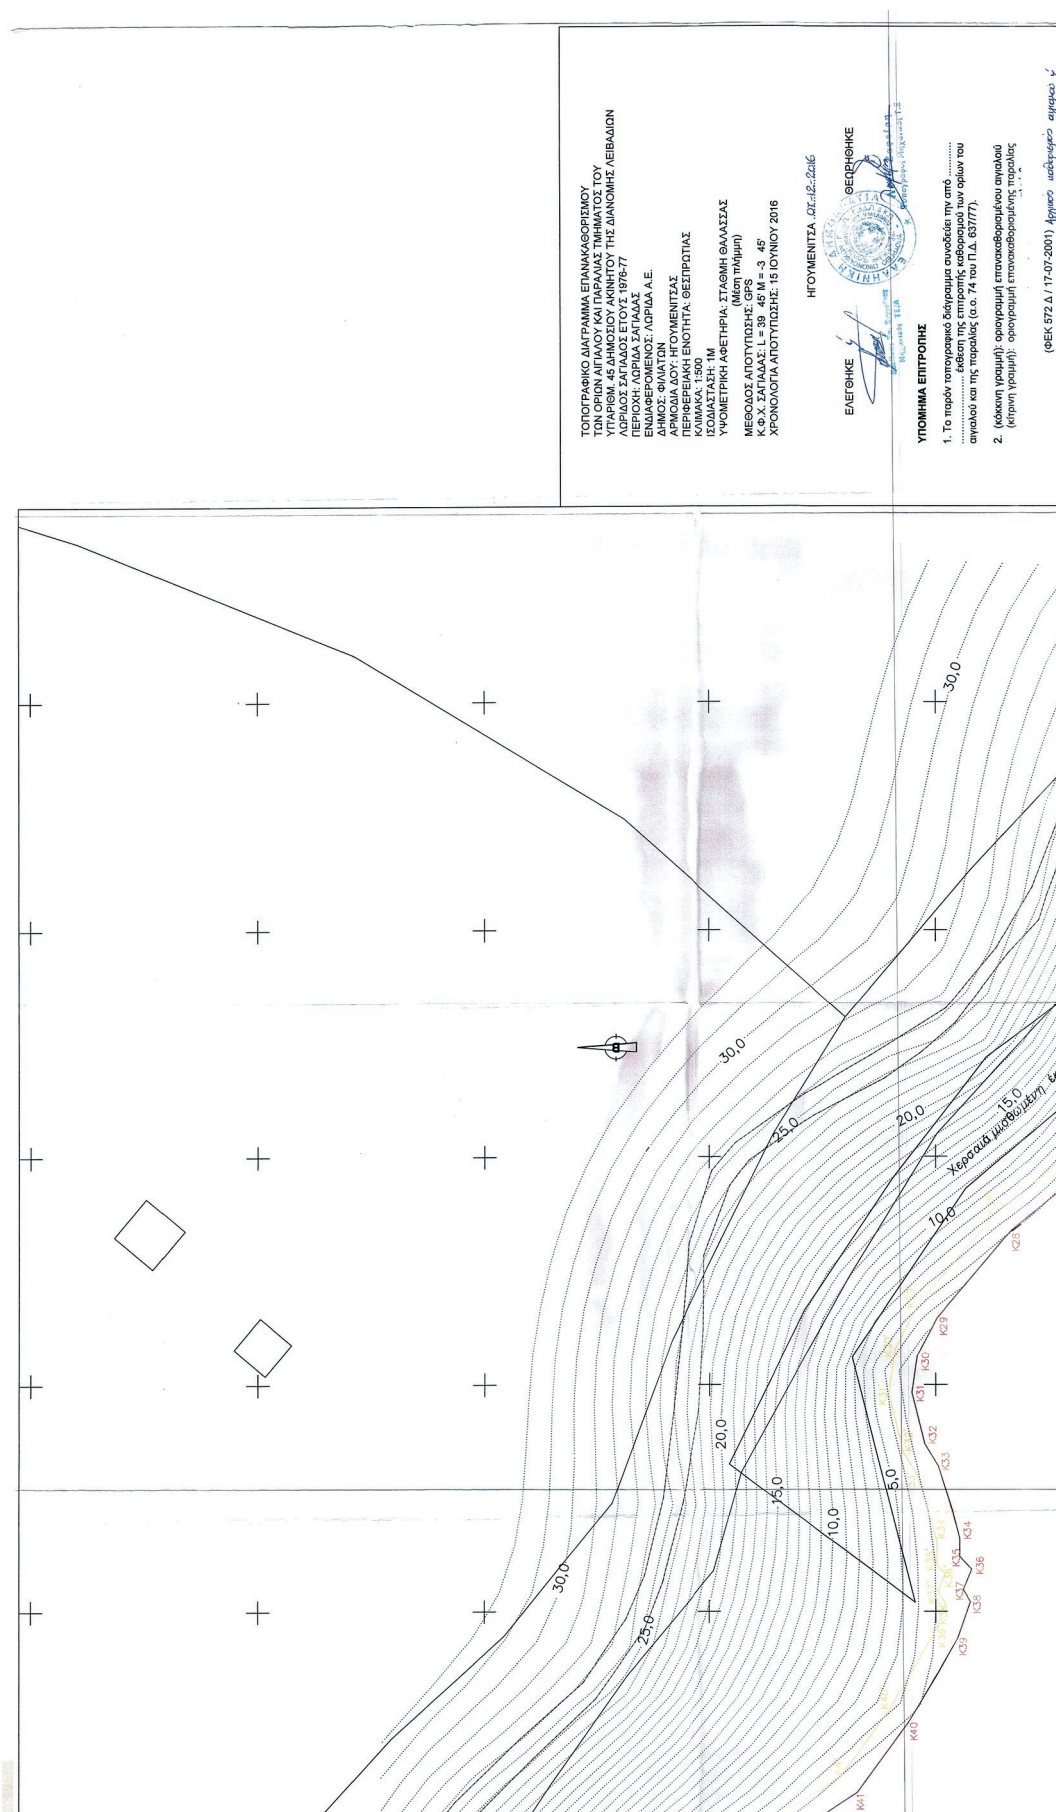 ΤΟΠΟΓΡΑΦΙΚΟ ΔΙΑΓΡΑΜΜΑ ΕΠΑΝΑΚΑΘΟΡΙΣΜΟΥ
ΤΩΝ ΟΡΙΩΝ ΑΙΓΙΑΛΟΥ ΚΑΙ ΠΑΡΑΛΙΑΣ ΤΜΗΜΑΤΟΣ ΤΟΥ
ΥΠΑΡΙΘΜ. 45 ΔΗΜΟΣΙΟΥ ΑΚΙΝΗΤΟΥ ΤΗΣ ΔΙΑΝΟΜΗΣ ΛΕΙΒΑΔΙΩΝ
ΛΩΡΙΔΟΣ ΣΑΓΙΑΔΟΣ ΕΤΟΥΣ 1976-77
ΠΕΡΙΟΧΗ: ΛΩΡΙΔΑ ΣΑΓΙΑΔΑΣ
ΕΝΔΙΑΦΕΡΟΜΕΝΟΣ: ΛΩΡΙΔΑ Α.Ε.
ΔΗΜΟΣ: ΦΙΛΙΑΤΩΝ
ΑΡΜΟΔΙΑ ΔΟΥ: ΗΓΟΥΜΕΝΙΤΣΑΣ
ΠΕΡΙΦΕΡΕΙΑΚΗ ΕΝΟΤΗΤΑ: ΘΕΣΠΡΩΤΙΑΣ
ΚΛΙΜΑΚΑ: 1:500
ΙΣΟΔΙΑΣΤΑΣΗ: 1Μ
ΥΨΟΜΕΤΡΙΚΗ ΑΦΕΤΗΡΙΑ: ΣΤΑΘΜΗ ΘΑΛΑΣΣΑΣ
(Μέση πλήμμη)
ΜΕΘΟΔΟΣ ΑΠΟΤΥΠΩΣΗΣ: GPS
Κ.Φ.Χ. ΣΑΓΙΑΔΑΣ: L = 39 45' M = -3 45'
ΧΡΟΝΟΛΟΓΙΑ ΑΠΟΤΥΠΩΣΗΣ: 15 ΙΟΥΝΙΟΥ 2016
ΗΓΟΥΜΕΝΙΤΣΑ
ΕΛΕΓΘΗΚΕ ΘΕΩΡΗΘΗΚΕ
ΕΛΛΗΝΙΚΗ ΔΗΜΟΚΡΑΤΙΑ
ΥΠΟΜΝΗΜΑ ΕΠΙΤΡΟΠΗΣ
1. Το παρόν τοπογραφικό διάγραμμα συνοδεύει την από ............
............... έκθεση της επιτροπής καθορισμού των ορίων του
αιγιαλού και της παραλίας (α.ο. 74 του Π.Δ. 637/77).
2. (κόκκινη γραμμή): οριογραμμή επανακαθορισμένου αιγιαλού
(κίτρινη γραμμή): οριογραμμή επανακαθορισμένης παραλίας
(ΦΕΚ 572 Δ / 17-07-2001)
30,0
30,0
25,0
20,0
15,0
10,0
Χερσαία μισθωμένη
B
20,0
15,0
10,0
5,0
30,0
25,0
K28
K29
K30
K31
K32
K33
K34
K35
K36
K37
K38
K39
K40
K41